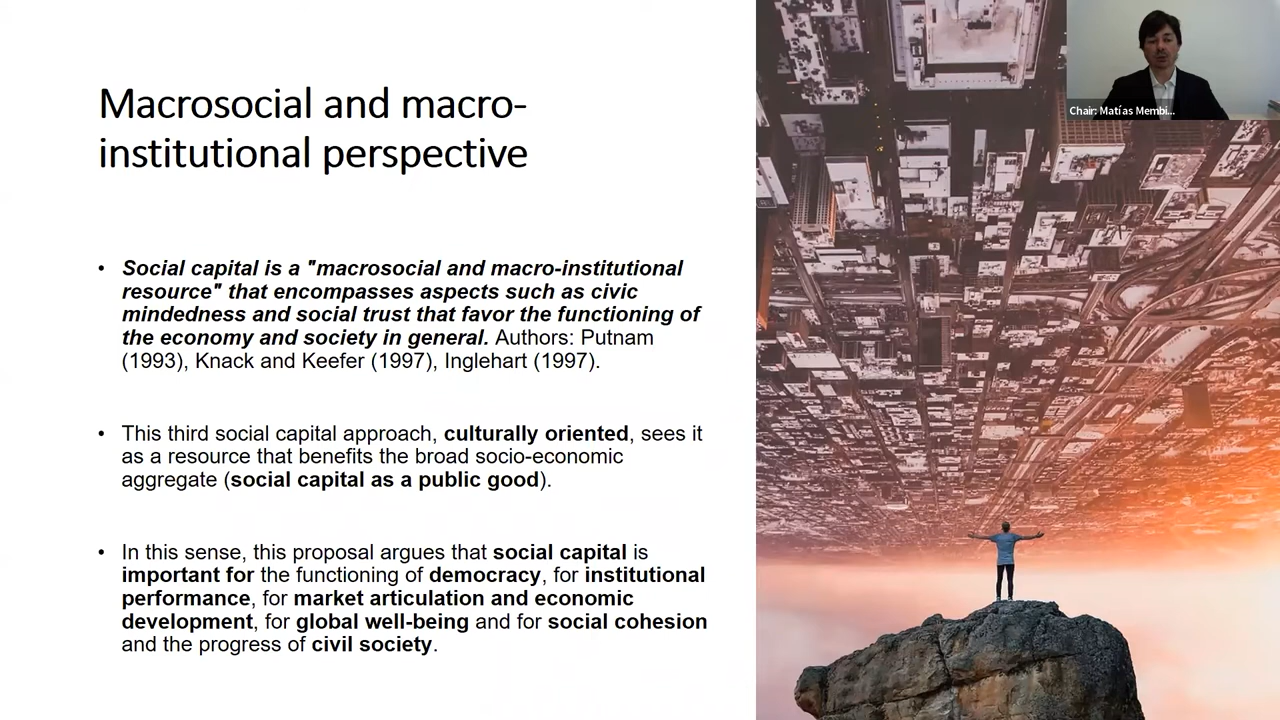 Macrosocial and macro-
institutional perspective
• Social capital is a "macrosocial and macro-institutional
resource" that encompasses aspects such as civic
mindedness and social trust that favor the functioning of
the economy and society in general. Authors: Putnam
(1993), Knack and Keefer (1997), Inglehart (1997).
• This third social capital approach, culturally oriented, sees it
as a resource that benefits the broad socio-economic
aggregate (social capital as a public good).
• In this sense, this proposal argues that social capital is
important for the functioning of democracy, for institutional
performance, for market articulation and economic
development, for global well-being and for social cohesion
and the progress of civil society.
Chair: Matías Membi...